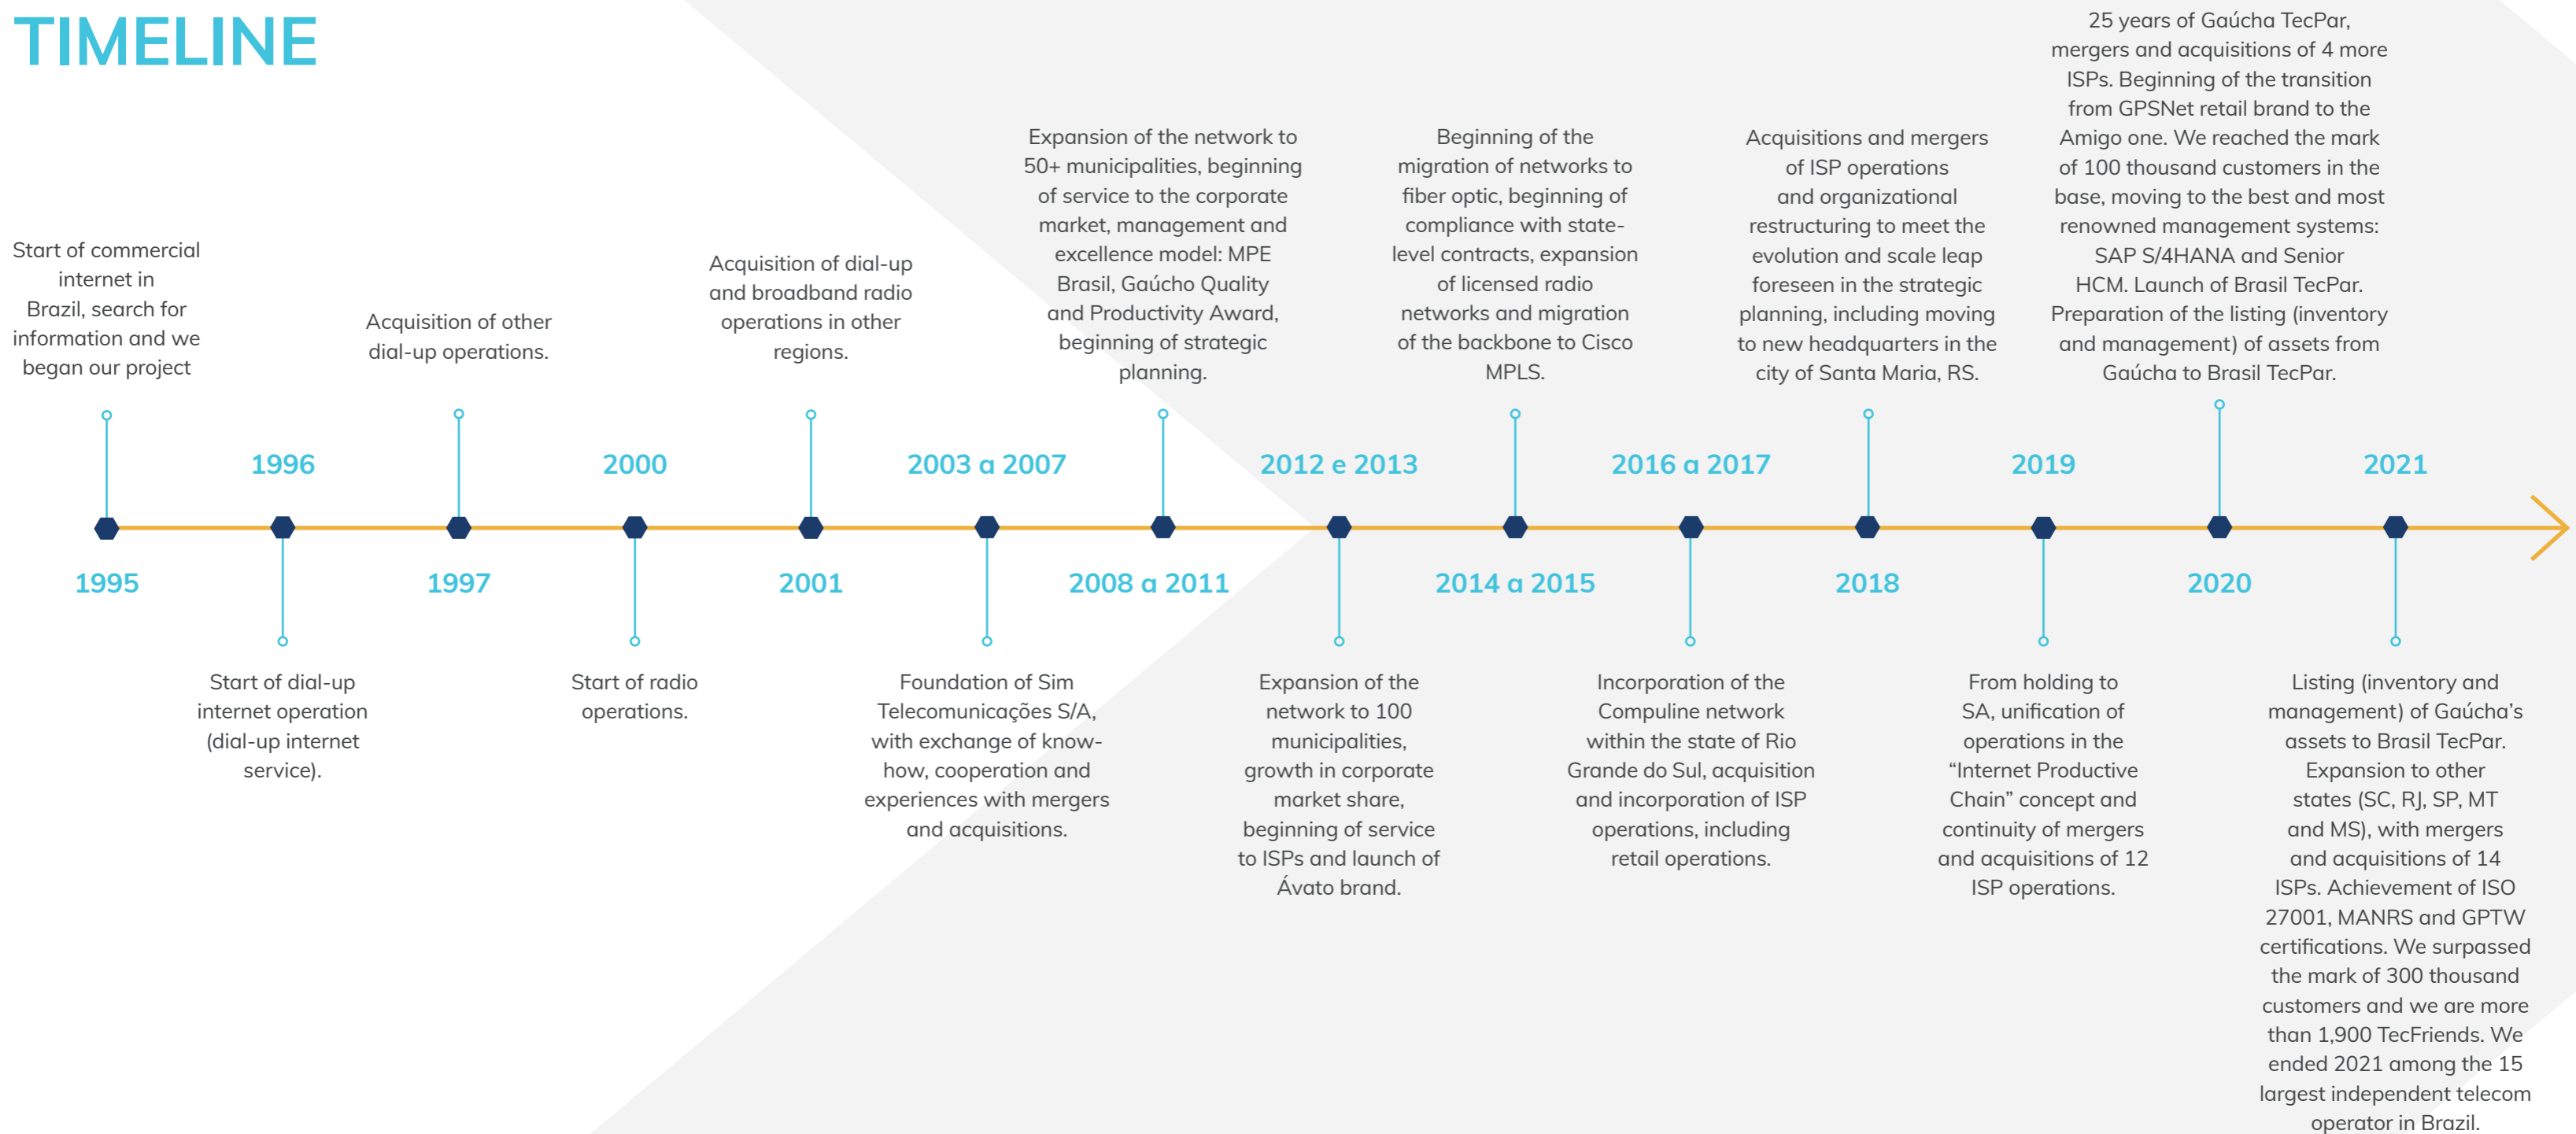 TIMELINE
Start of commercial
internet in
Brazil, search for
information and we
began our project
1995
1996
Start of dial-up
internet operation
(dial-up internet
service).
Acquisition of other
dial-up operations.
1997
2000
Start of radio
operations.
Acquisition of dial-up
and broadband radio
operations in other
regions.
2001
2003 a 2007
Foundation of Sim
Telecomunicações S/A,
with exchange of know-
how, cooperation and
experiences with mergers
and acquisitions.
Expansion of the network to
50+ municipalities, beginning
of service to the corporate
market, management and
excellence model: MPE
Brasil, Gaúcho Quality
and Productivity Award,
beginning of strategic
planning.
2008 a 2011
2012 e 2013
Expansion of the
network to 100
municipalities,
growth in corporate
market share,
beginning of service
to ISPs and launch of
Ávato brand.
Beginning of the
migration of networks to
fiber optic, beginning of
compliance with state-
level contracts, expansion
of licensed radio
networks and migration
of the backbone to Cisco
MPLS.
2014 a 2015
2016 a 2017
Incorporation of the
Compuline network
within the state of Rio
Grande do Sul, acquisition
and incorporation of ISP
operations, including
retail operations.
Acquisitions and mergers
of ISP operations
and organizational
restructuring to meet the
evolution and scale leap
foreseen in the strategic
planning, including moving
to new headquarters in the
city of Santa Maria, RS.
2018
2019
From holding to
SA, unification of
operations in the
“Internet Productive
Chain” concept and
continuity of mergers
and acquisitions of 12
ISP operations.
25 years of Gaúcha TecPar,
mergers and acquisitions of 4 more
ISPs. Beginning of the transition
from GPSNet retail brand to the
Amigo one. We reached the mark
of 100 thousand customers in the
base, moving to the best and most
renowned management systems:
SAP S/4HANA and Senior
HCM. Launch of Brasil TecPar.
Preparation of the listing (inventory
and management) of assets from
Gaúcha to Brasil TecPar.
2020
2021
Listing (inventory and
management) of Gaúcha’s
assets to Brasil TecPar.
Expansion to other
states (SC, RJ, SP, MT
and MS), with mergers
and acquisitions of 14
ISPs. Achievement of ISO
27001, MANRS and GPTW
certifications. We surpassed
the mark of 300 thousand
customers and we are more
than 1,900 TecFriends. We
ended 2021 among the 15
largest independent telecom
operator in Brazil.